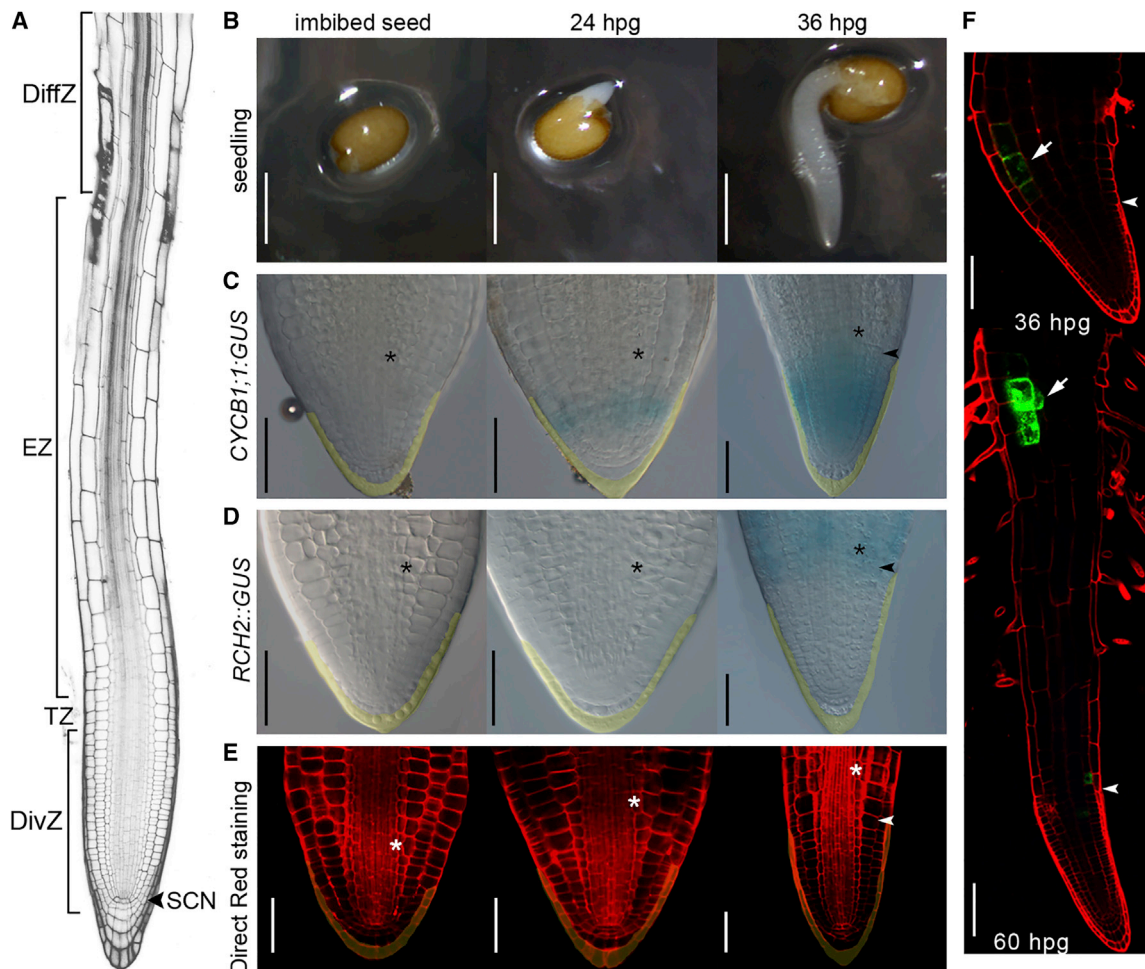 A
DiffZ
EZ
TZ
DivZ
SCN
B
imbibed seed
24 hpg
36 hpg
seedling
C
CYCB1;1:GUS
*
*
*
D
RCH2::GUS
*
*
*
E
Direct Red staining
*
*
*
F
36 hpg
60 hpg